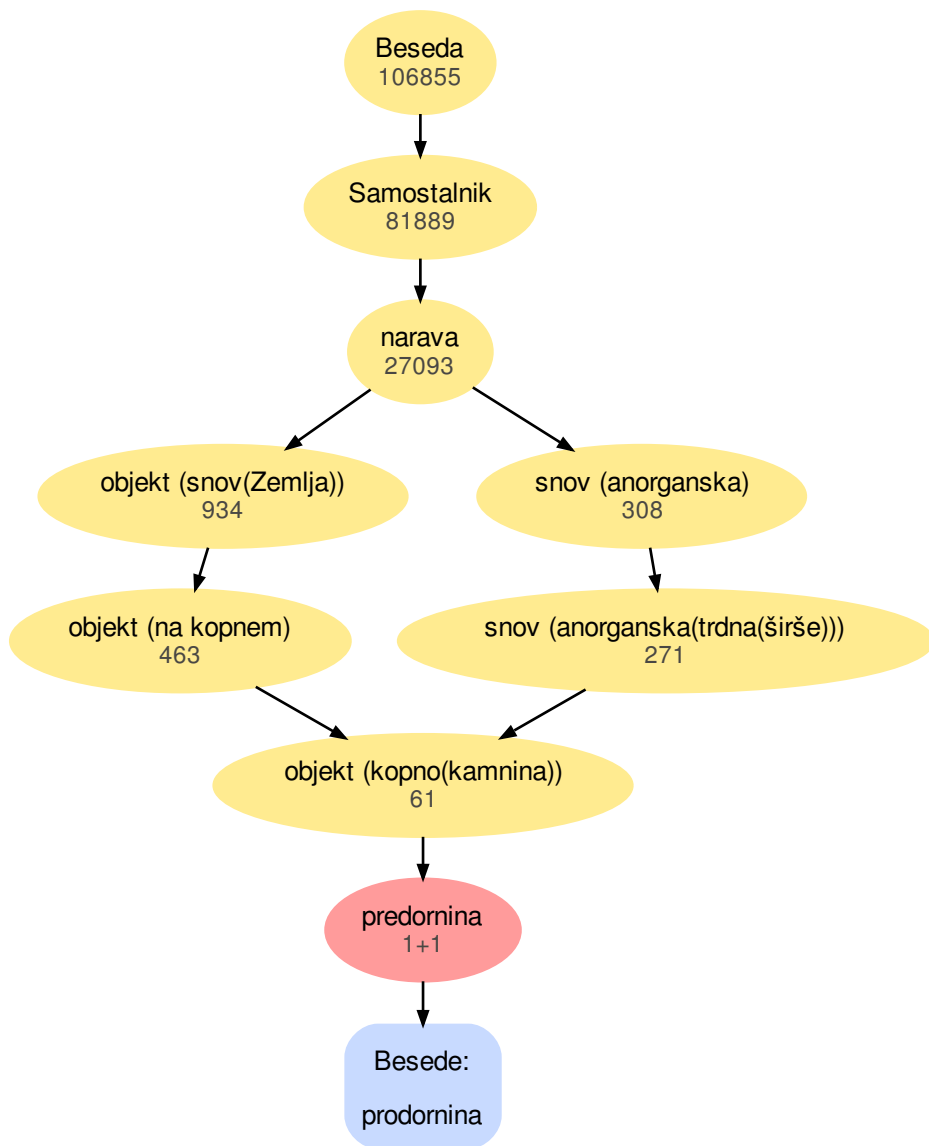 Beseda
106855
Samostalnik
81889
narava
27093
objekt (snov(Zemlja))
934
snov (anorganska)
308
objekt (na kopnem)
463
snov (anorganska(trdna(širše)))
271
objekt (kopno(kamnina))
61
predornina
1+1
Besede:
prodornina